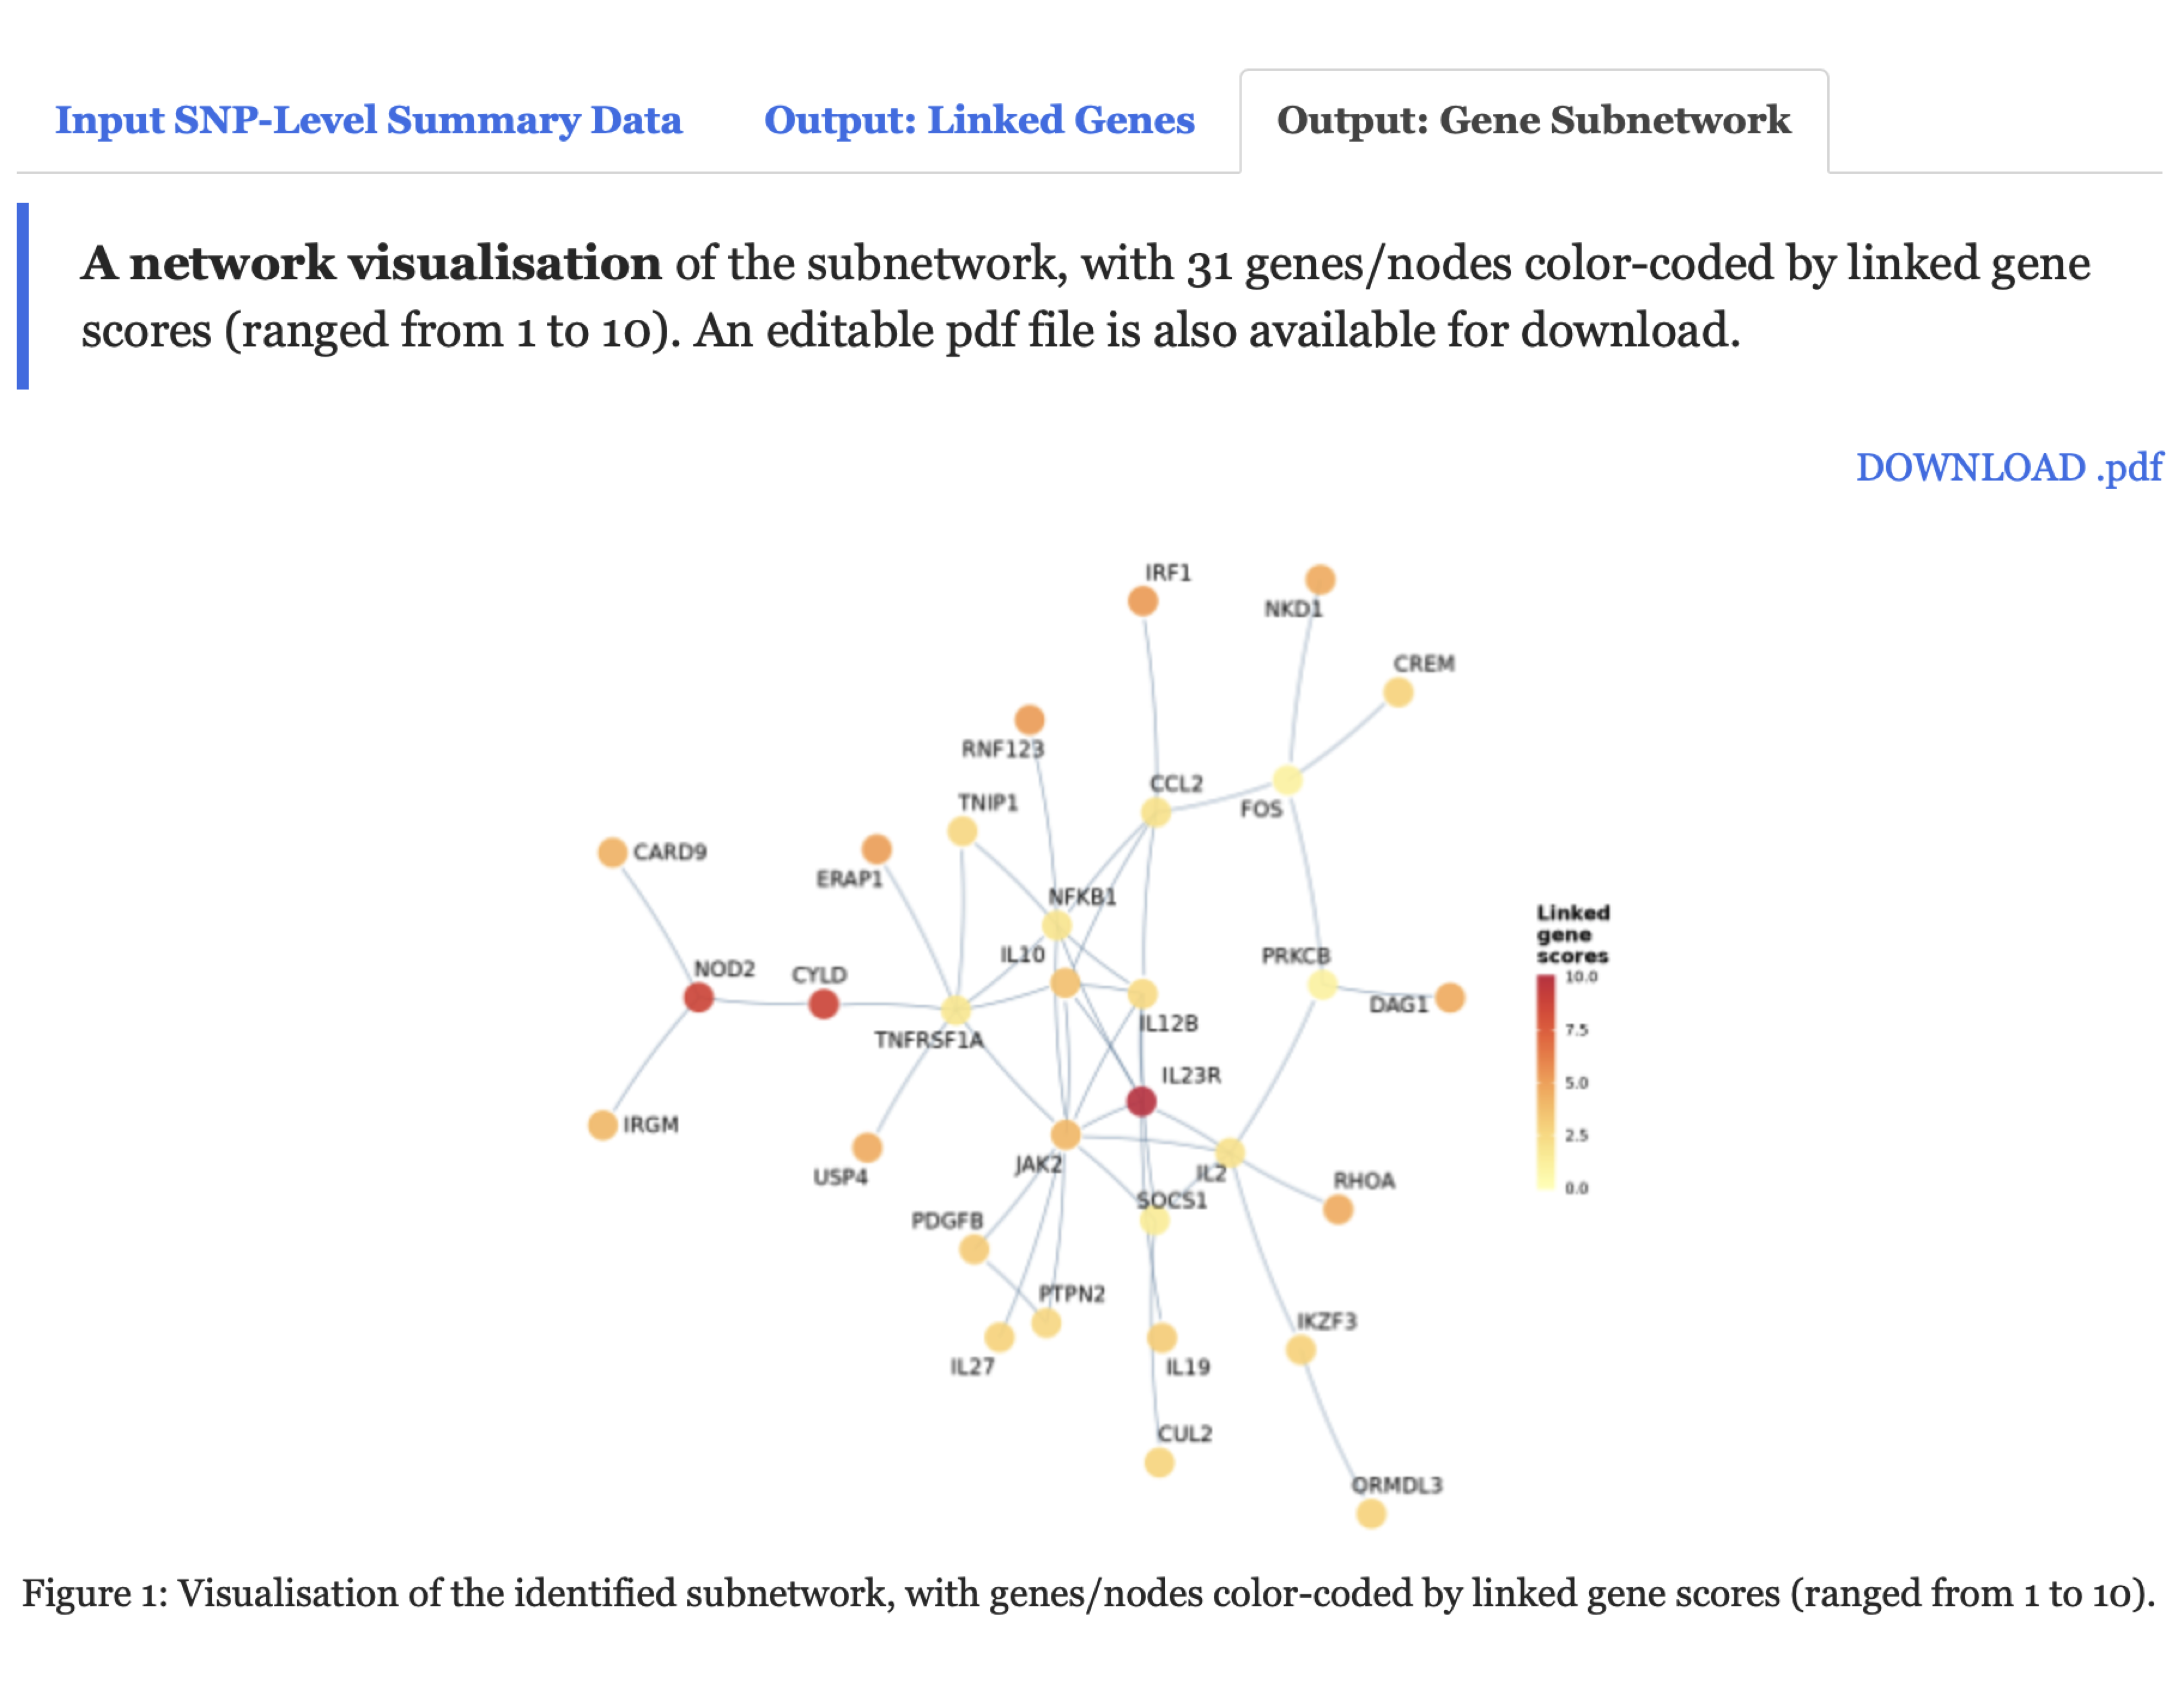 Input SNP-Level Summary Data
Output: Linked Genes
Output: Gene Subnetwork
A network visualisation of the subnetwork, with 31 genes/nodes color-coded by linked gene
scores (ranged from 1 to 10). An editable pdf file is also available for download.
DOWNLOAD .pdf
IRF1
NKD1
CREM
RNF123
CCL2
TNIP1
FOS
CARD9
ERAP1
NFKB1
IL10
PRKCB
NOD2
CYLD
DAG1
IL12B
TNFRSF1A
IL23R
IRGM
JAK2
IL2
USP4
RHOA
SOCS1
PDGFB
PTPN2
IKZF3
IL27
IL19
CUL2
ORMDL3
Linked
gene
scores
10.0
7.5
5.0
2.5
0.0
Figure 1: Visualisation of the identified subnetwork, with genes/nodes color-coded by linked gene scores (ranged from 1 to 10).